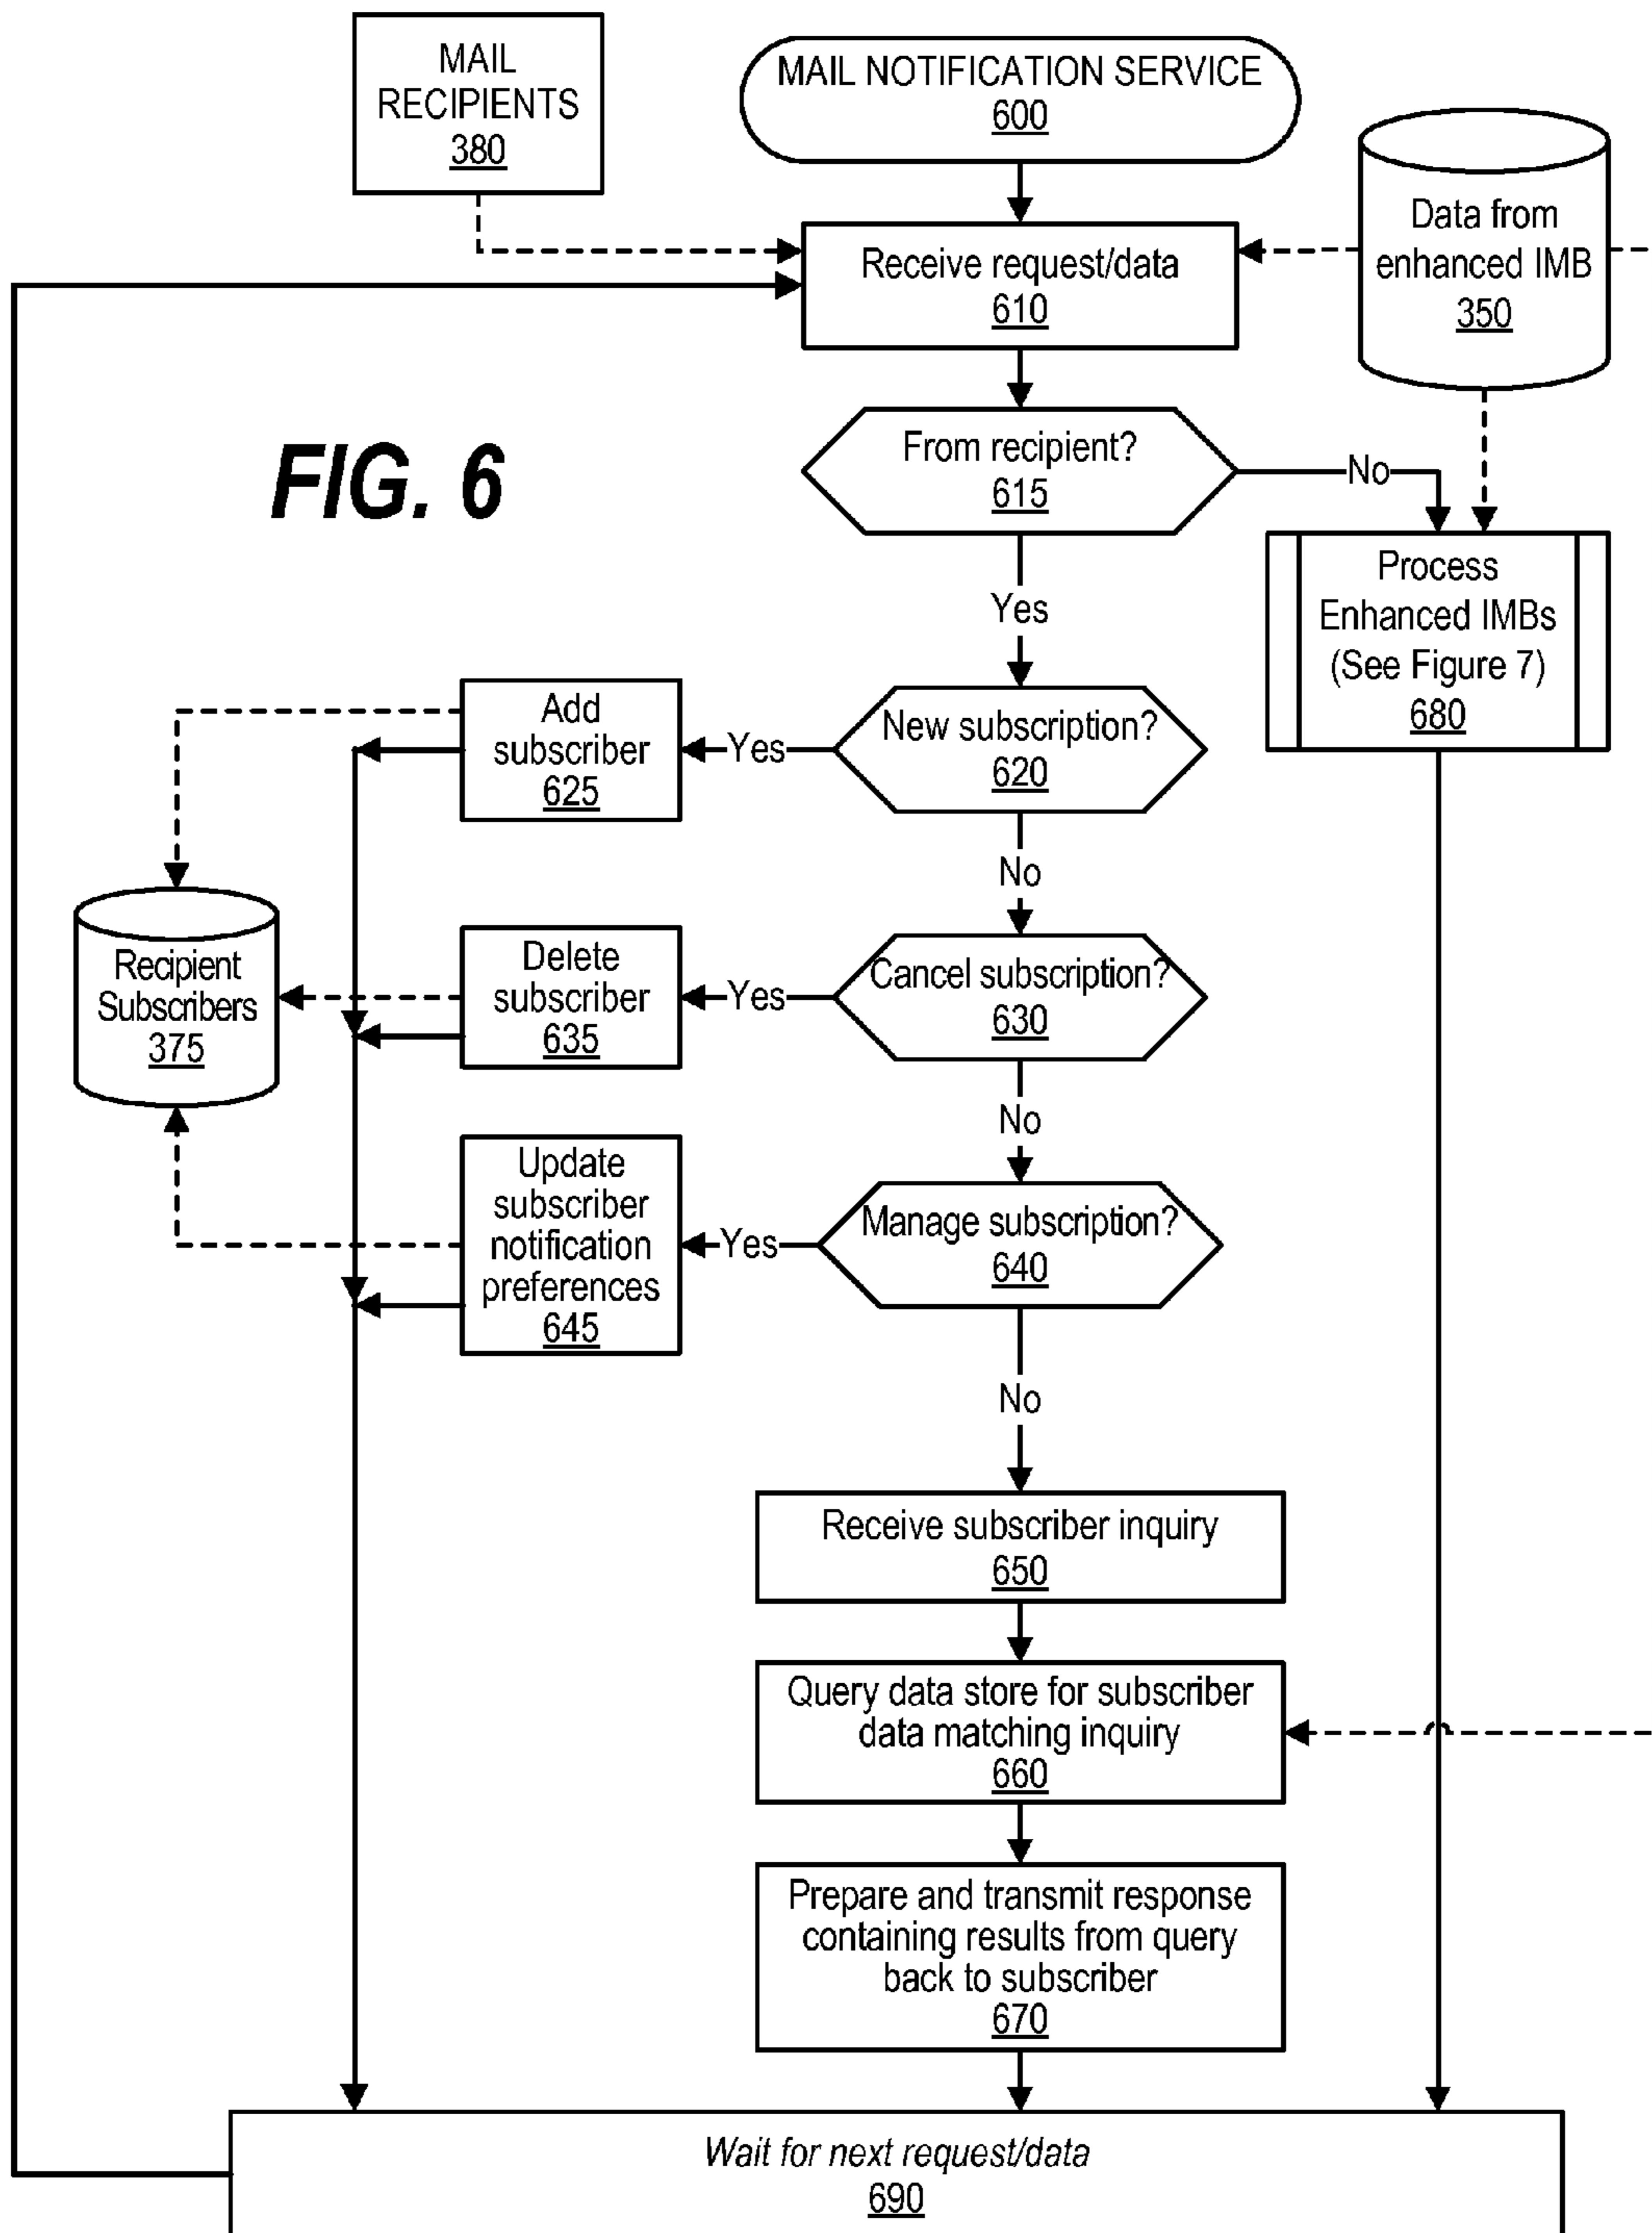 MAIL
RECIPIENTS
380
MAIL NOTIFICATION SERVICE
600
Data from
enhanced IMB
350
Receive request/data
610
FIG. 6
From recipient?
615
No
Yes
Process
Enhanced IMBs
(See Figure 7)
680
Add
subscriber
625
Yes
New subscription?
620
No
Recipient
Subscribers
375
Delete
subscriber
635
Yes
Cancel subscription?
630
No
Update
subscriber
notification
preferences
645
Yes
Manage subscription?
640
No
Receive subscriber inquiry
650
Query data store for subscriber
data matching inquiry
660
Prepare and transmit response
containing results from query
back to subscriber
670
Wait for next request/data
690